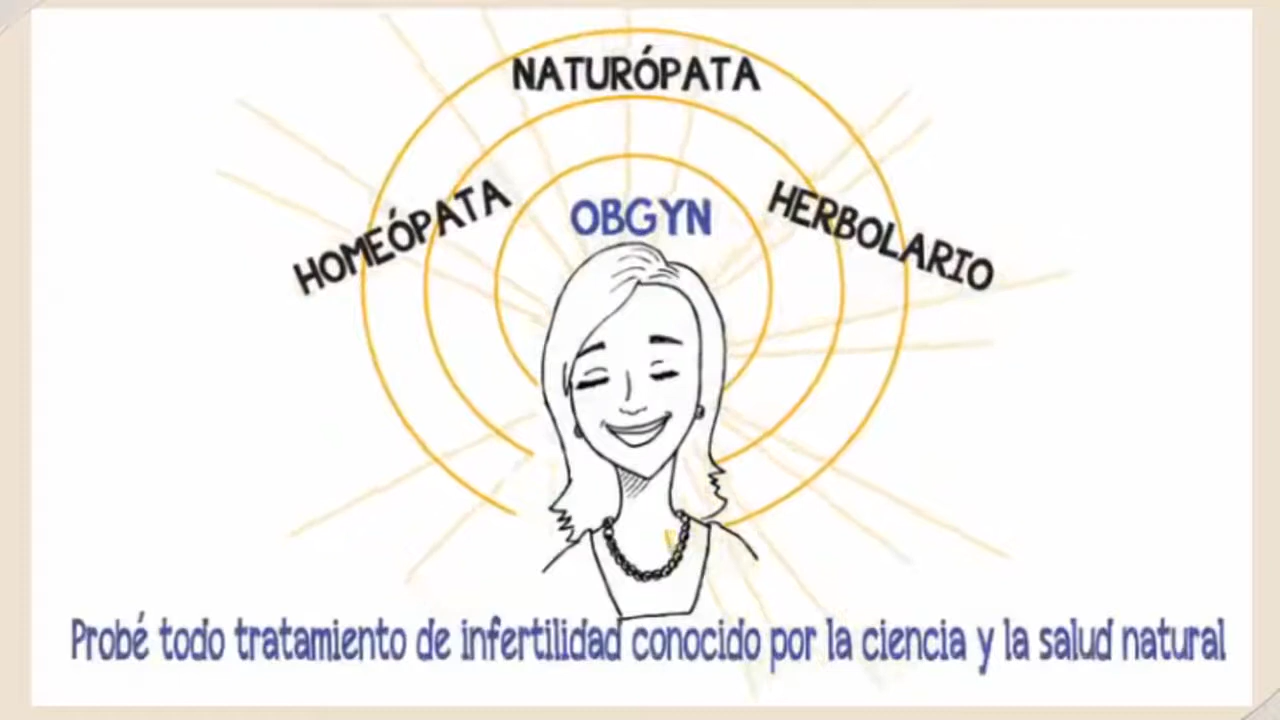 NATURÓPATA
HOMEÓPATA
OBGYN
HERBOLARIO
Probé todo tratamiento de infertilidad conocido por la ciencia y la salud natural